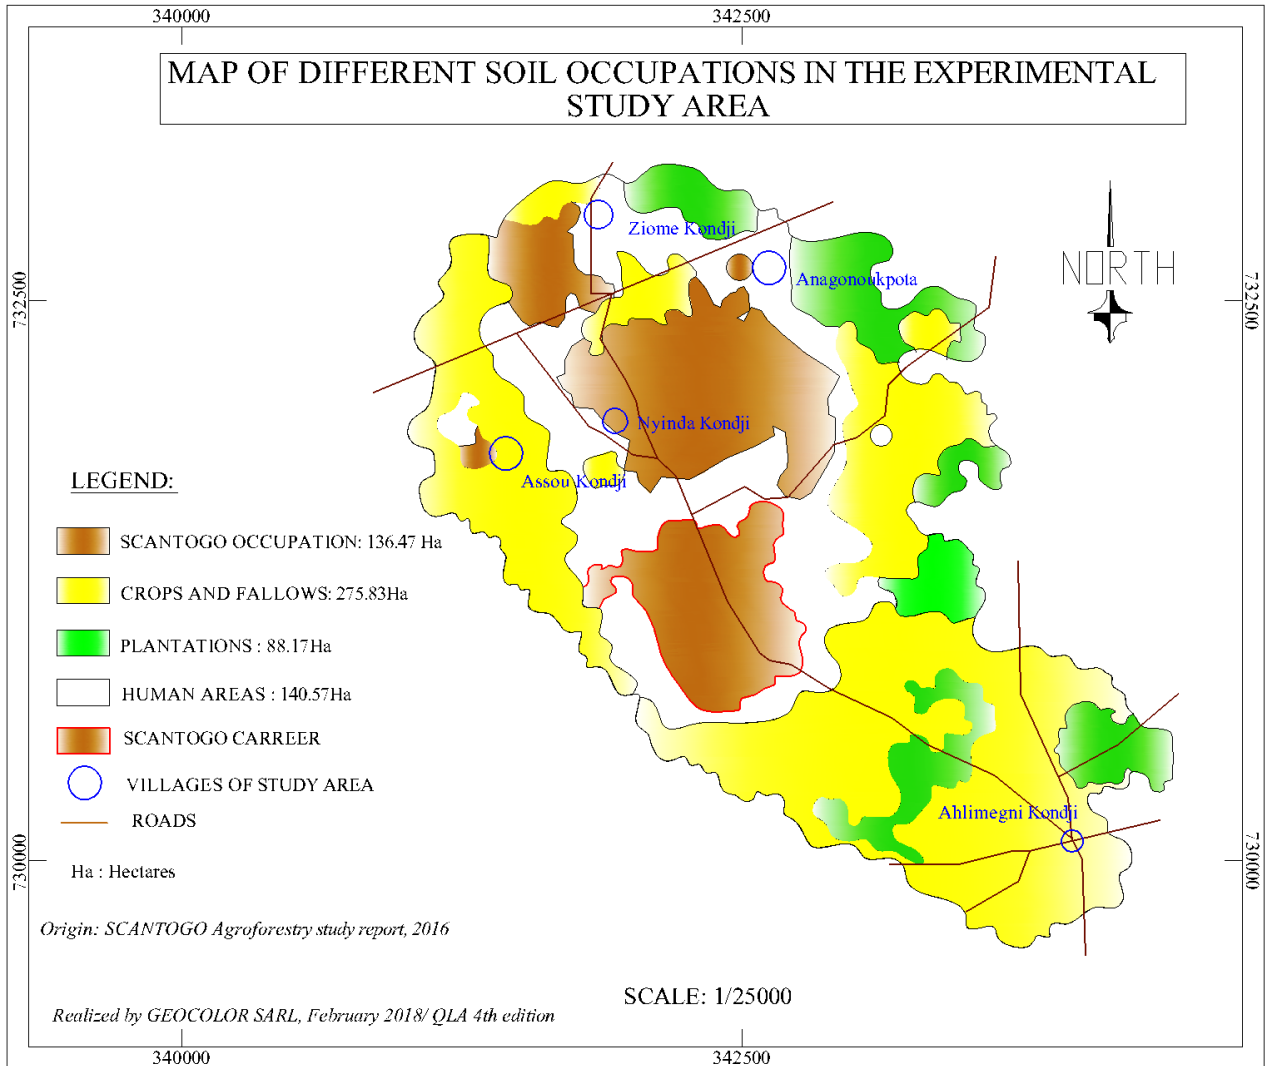 340000
342500
MAP OF DIFFERENT SOIL OCCUPATIONS IN THE EXPERIMENTAL
STUDY AREA
Ziome Kondji
Anagonoukpota
NORTH
732500
732500
Nyinda Kondji
Assou Kondji
LEGEND:
SCANTOGO OCCUPATION: 136.47 Ha
CROPS AND FALLOWS: 275.83Ha
PLANTATIONS : 88.17Ha
HUMAN AREAS : 140.57Ha
SCANTOGO CARREER
VILLAGES OF STUDY AREA
ROADS
Ahlimegni Kondji
730000
730000
Ha : Hectares
Origin: SCANTOGO Agroforestry study report, 2016
SCALE: 1/25000
Realized by GEOCOLOR SARL, February 2018/ QLA 4th edition
340000
342500